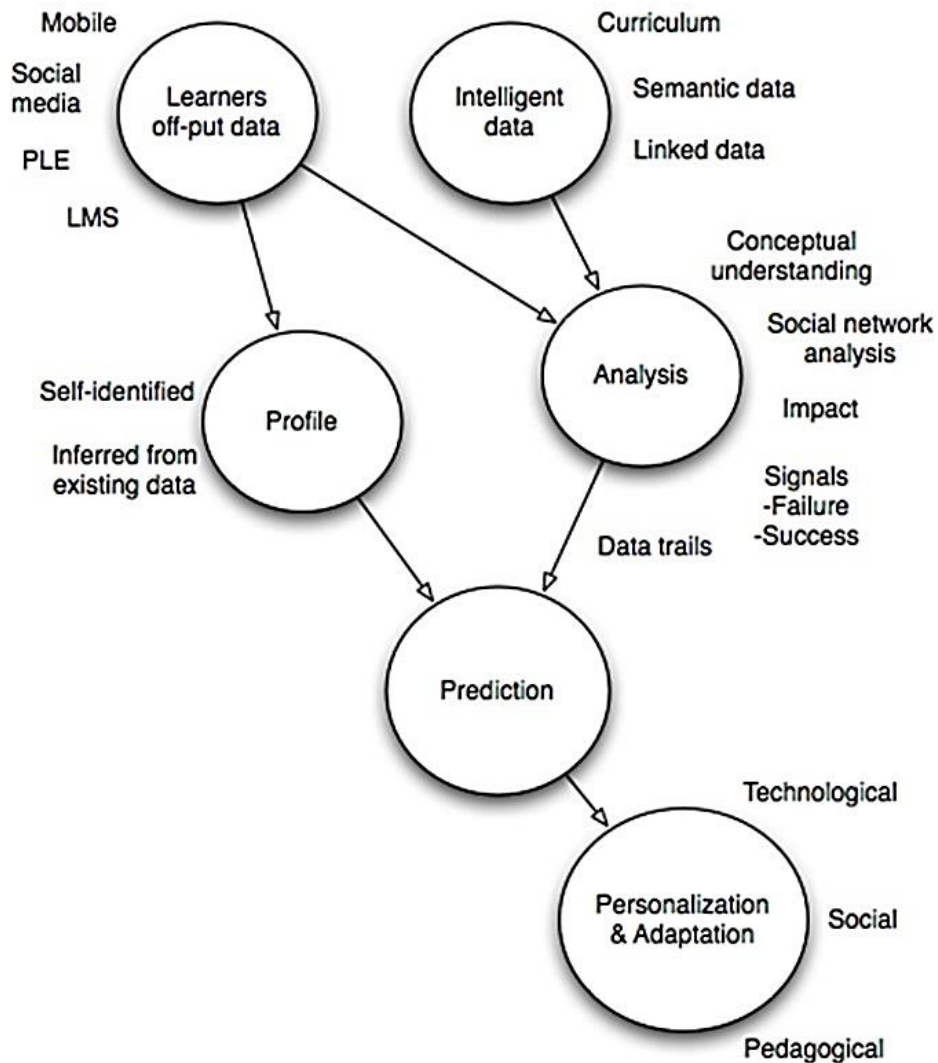 Mobile
Curriculum
Social
media
Learners
off-put data
Intelligent
data
Semantic data
PLE
Linked data
LMS
Conceptual
understanding
Social network
analysis
Analysis
Self-identified
Profile
Impact
Inferred from
existing data
Signals
-Failure
-Success
Data trails
Prediction
Technological
Personalization
& Adaptation
Social
Pedagogical